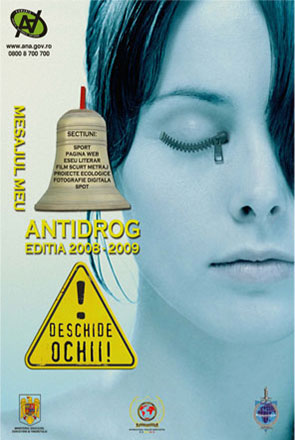 www.ana.gov.ro
0800 8 700 700
MESAJUL MEU
SECTIUNI:
SPORT
PAGINA WEB
ESEU LITERAR
FILM SCURT METRAJ
PROIECTE ECOLOGICE
FOTOGRAFIE DIGITALA
SPOT
ANTIDROG
EDITIA 2008 - 2009
!
DESCHIDE
OCHII!